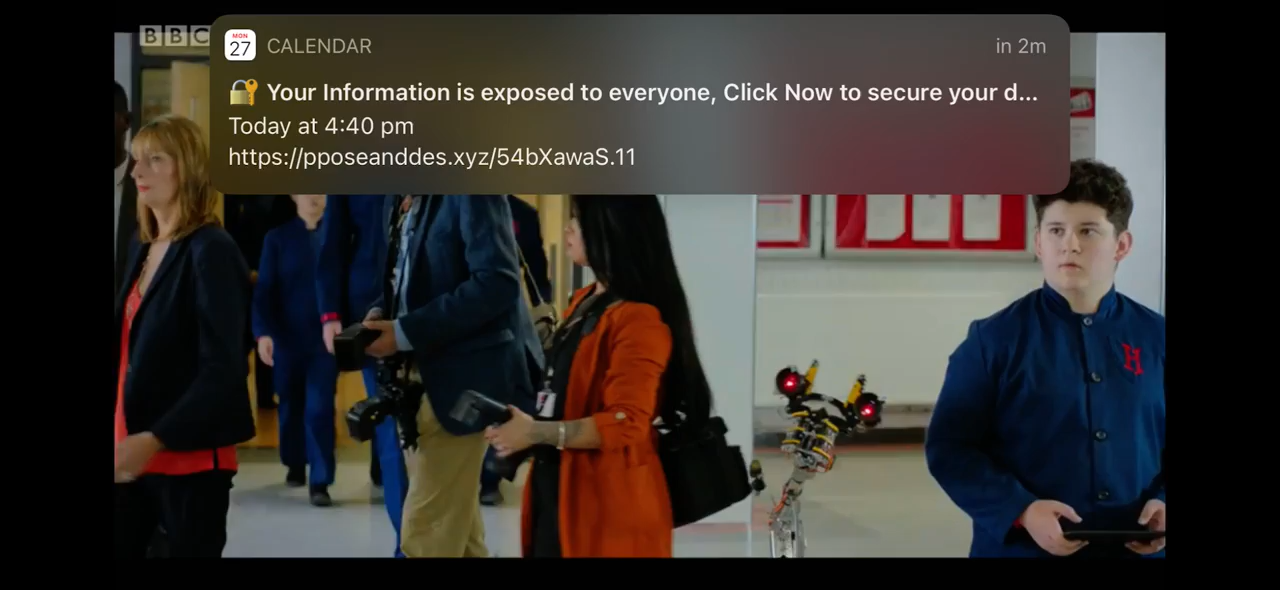 BBC
MON
27 CALENDAR in 2m
🔐 Your Information is exposed to everyone, Click Now to secure your d...
Today at 4:40 pm
https://pposeanddes.xyz/54bXawaS.11
H